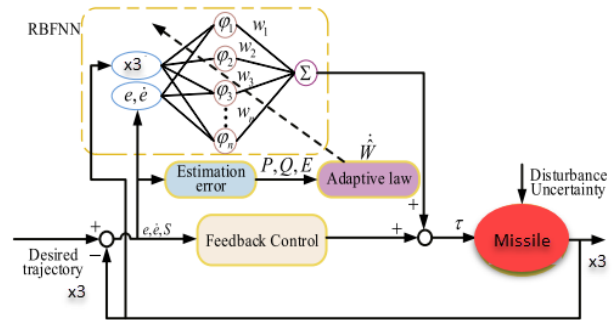 RBFNN
x3
e, ė
φ1
φ2
φ3
φn
w1
w2
w3
wn
Σ
Ẇ̂
Estimation
error
P, Q, E
Adaptive law
Disturbance
Uncertainty
+
−
Desired
trajectory
x3
e, ė, S
Feedback Control
+
+
τ
Missile
x3